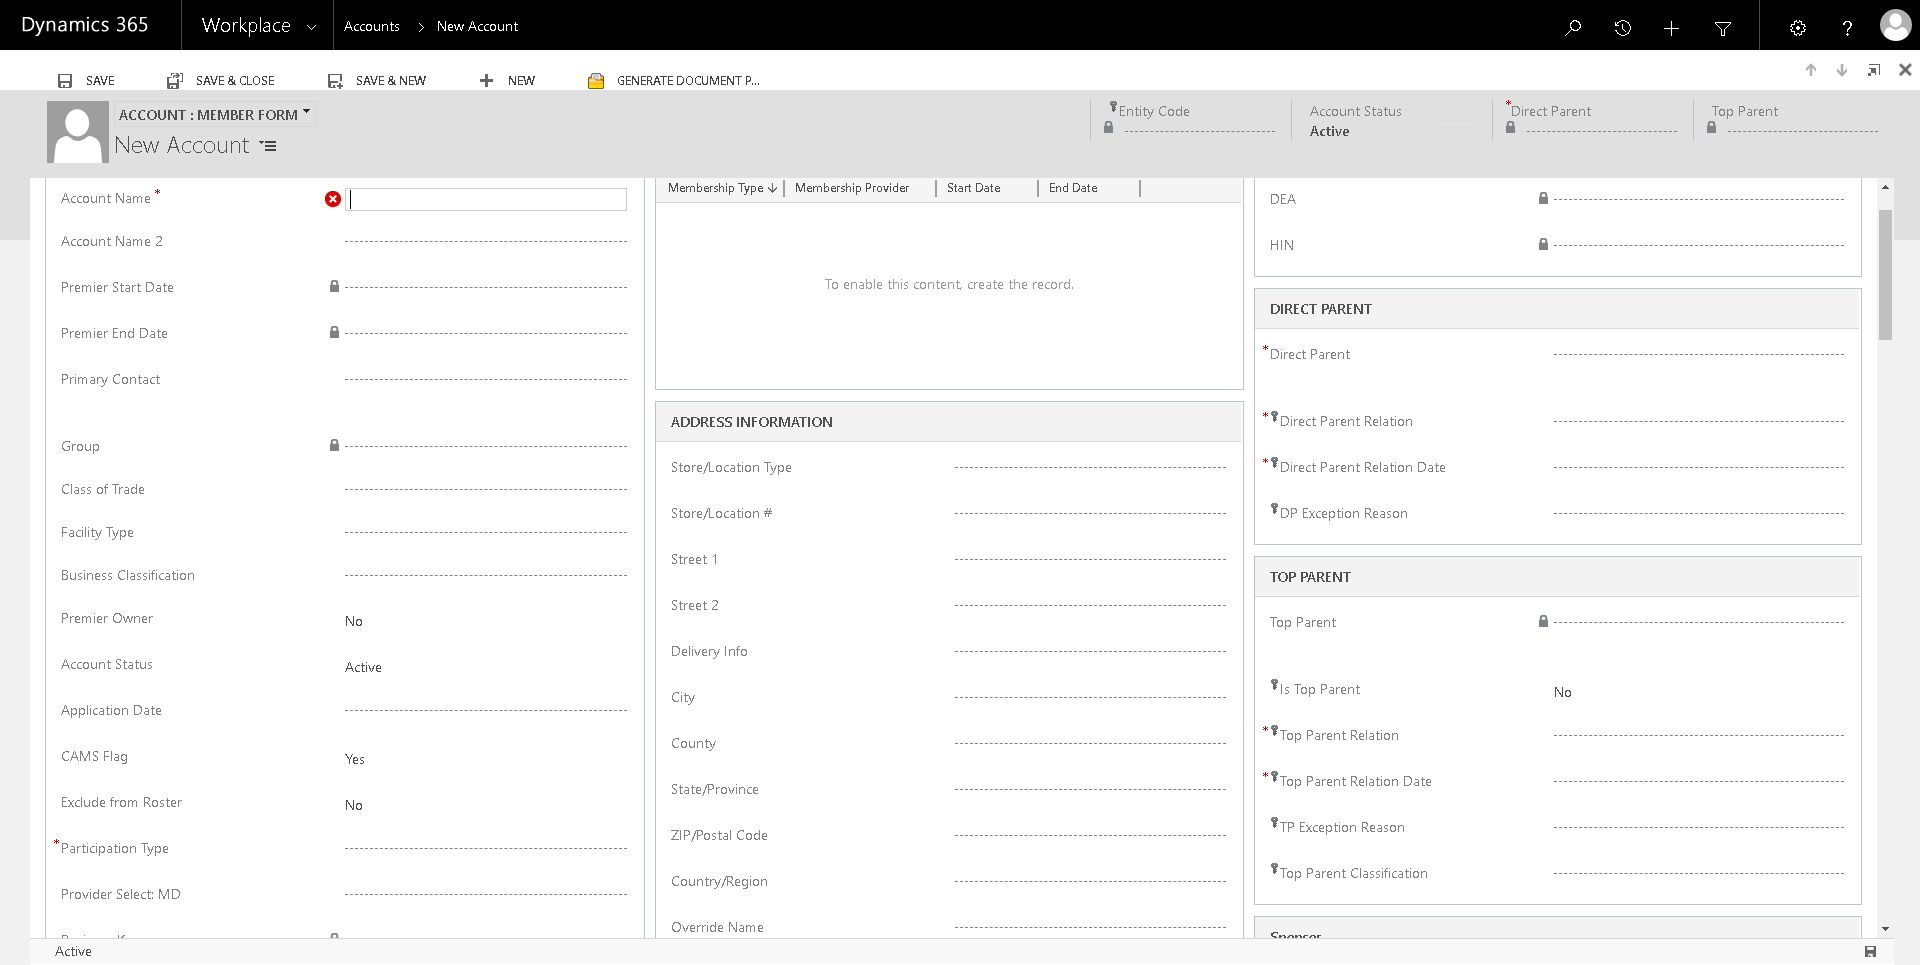 Dynamics 365
Workplace
Accounts > New Account
?
SAVE
SAVE & CLOSE
SAVE & NEW
NEW
GENERATE DOCUMENT P...
ACCOUNT : MEMBER FORM
New Account
Entity Code
Account Status
Active
*Direct Parent
Top Parent
Account Name *
Account Name 2
Premier Start Date
Premier End Date
Primary Contact
Group
Class of Trade
Facility Type
Business Classification
Premier Owner No
Account Status Active
Application Date
CAMS Flag Yes
Exclude from Roster No
*Participation Type
Provider Select: MD
Membership Type Membership Provider Start Date End Date
To enable this content, create the record.
ADDRESS INFORMATION
Store/Location Type
Store/Location #
Street 1
Street 2
Delivery Info
City
County
State/Province
ZIP/Postal Code
Country/Region
Override Name
DEA
HIN
DIRECT PARENT
*Direct Parent
*Direct Parent Relation
*Direct Parent Relation Date
DP Exception Reason
TOP PARENT
Top Parent
Is Top Parent No
*Top Parent Relation
*Top Parent Relation Date
TP Exception Reason
Top Parent Classification
Sponsor
Active